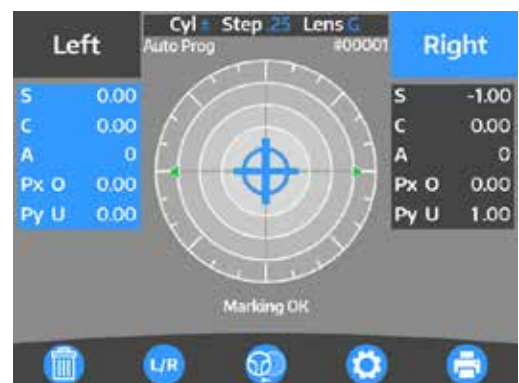 Cyl ± Step .25 Lens G
Left
Auto Prog
#00001
Right
S 0.00
C 0.00
A 0
Px O 0.00
Py U 0.00
S -1.00
C 0.00
A 0
Px O 0.00
Py U 1.00
Marking OK
L/R